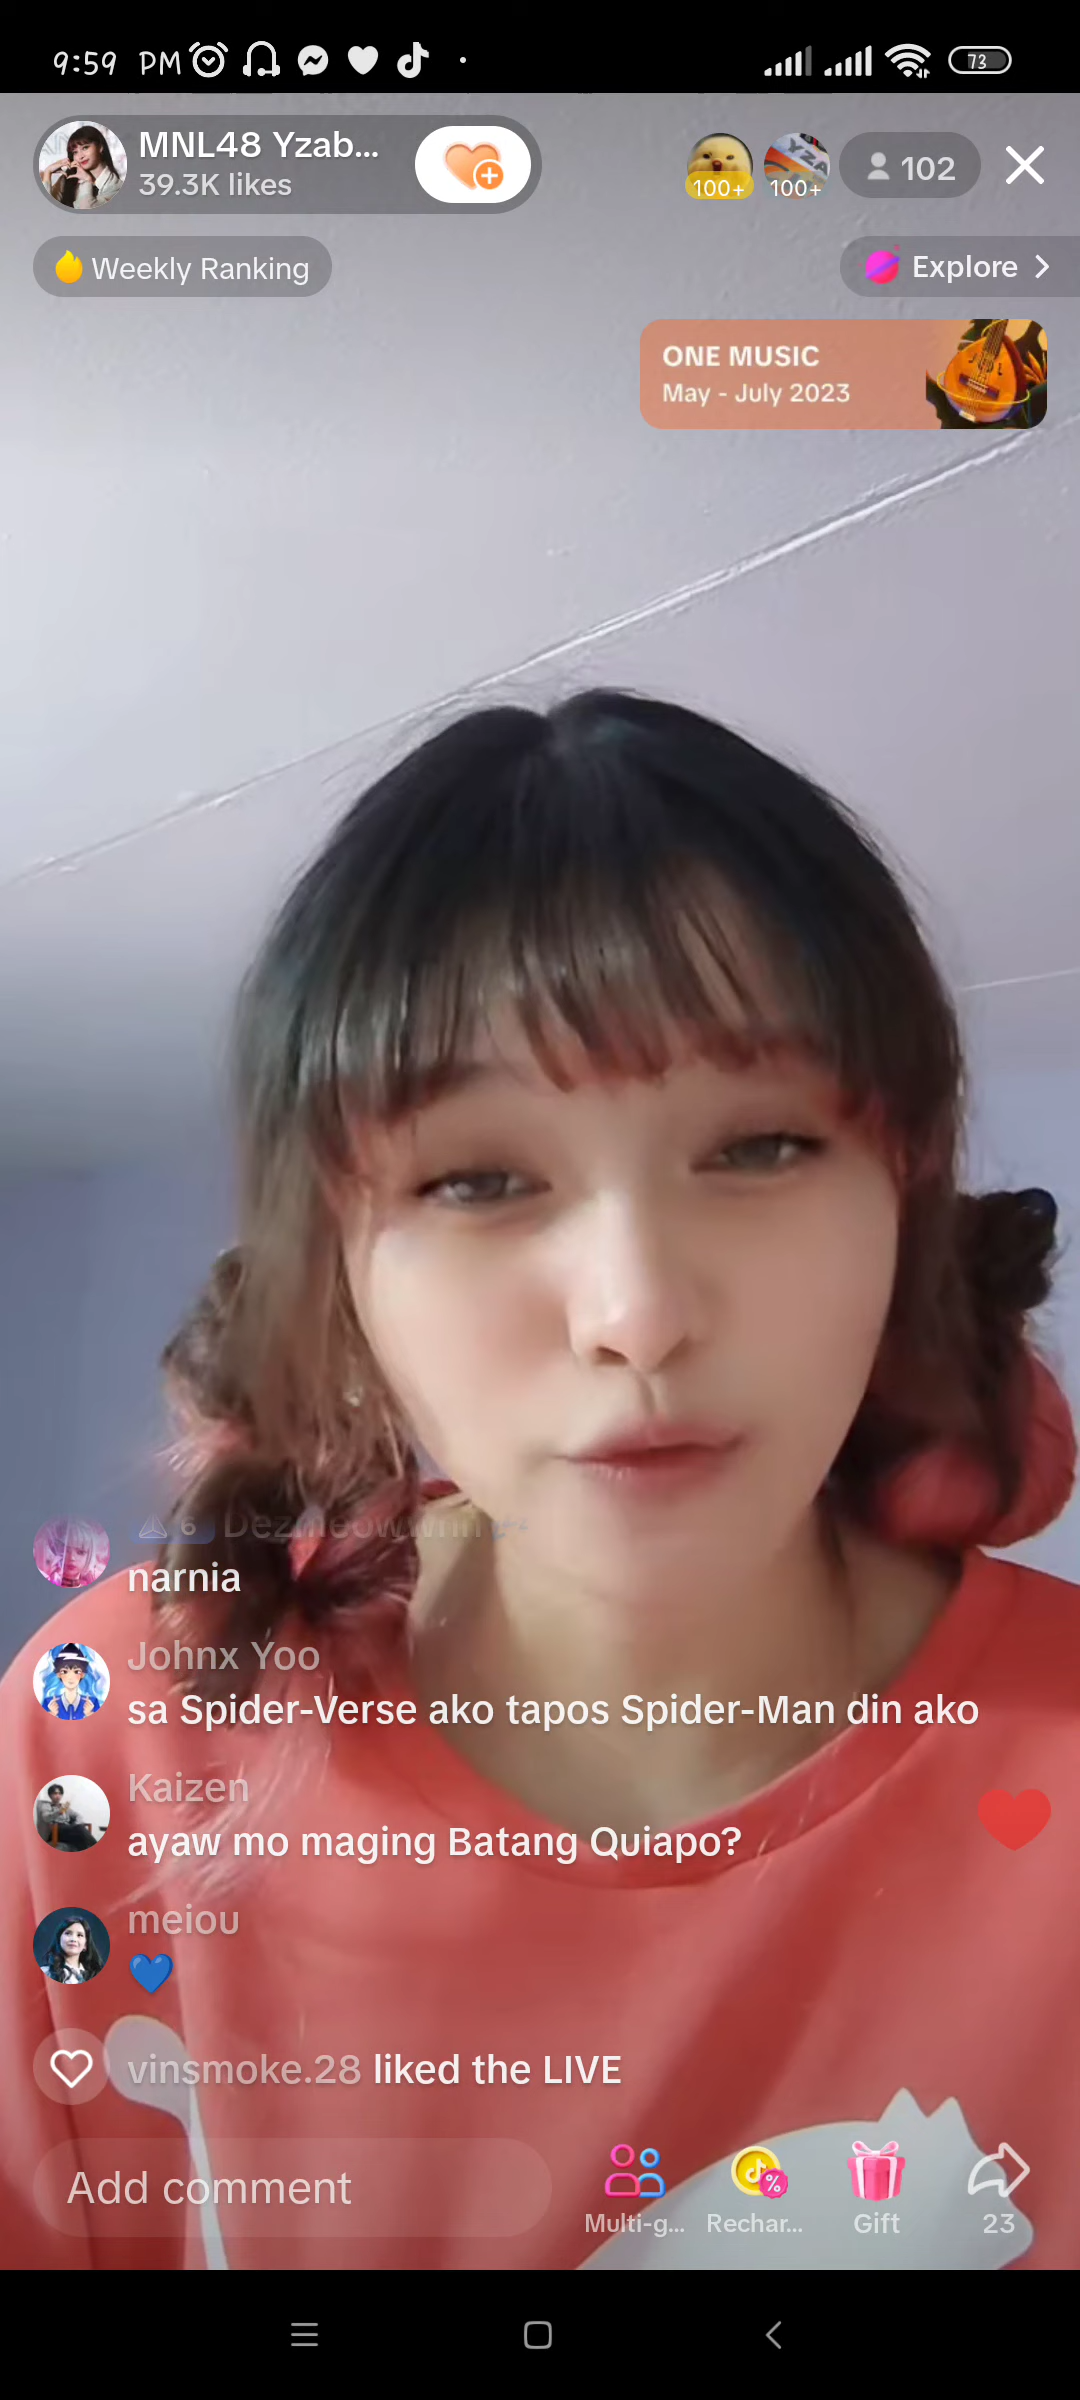 9:59 PM
73
MNL48 Yzab...
39.3K likes
100+
100+
102
Weekly Ranking
Explore
ONE MUSIC
May - July 2023
6 Dezmeowwnn
narnia
Johnx Yoo
sa Spider-Verse ako tapos Spider-Man din ako
Kaizen
ayaw mo maging Batang Quiapo?
meiou
💙
vinsmoke.28 liked the LIVE
Add comment
Multi-g...
Rechar...
Gift
23